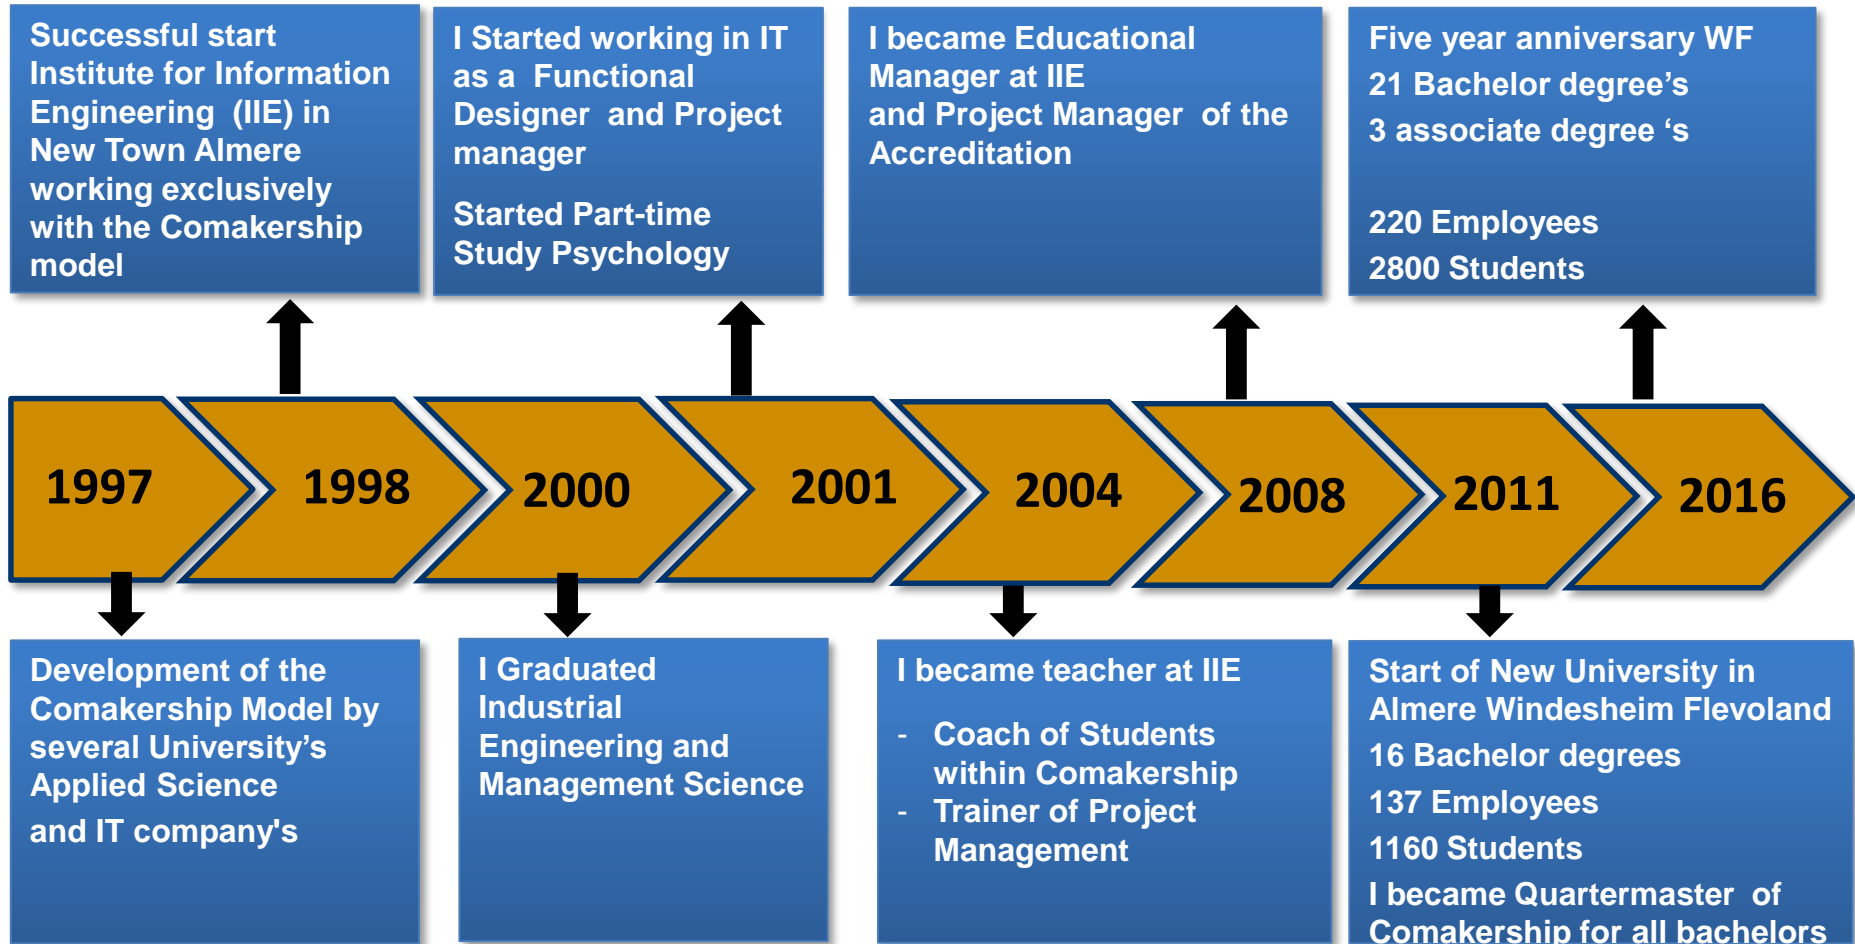 Successful start
Institute for Information
Engineering (IIE) in
New Town Almere
working exclusively
with the Comakership
model
I Started working in IT
as a Functional
Designer and Project
manager
Started Part-time
Study Psychology
I became Educational
Manager at IIE
and Project Manager of the
Accreditation
Five year anniversary WF
21 Bachelor degree’s
3 associate degree ‘s
220 Employees
2800 Students
1997
1998
2000
2001
2004
2008
2011
2016
Development of the
Comakership Model by
several University’s
Applied Science
and IT company's
I Graduated
Industrial
Engineering and
Management Science
I became teacher at IIE
- Coach of Students
within Comakership
- Trainer of Project
Management
Start of New University in
Almere Windesheim Flevoland
16 Bachelor degrees
137 Employees
1160 Students
I became Quartermaster of
Comakership for all bachelors